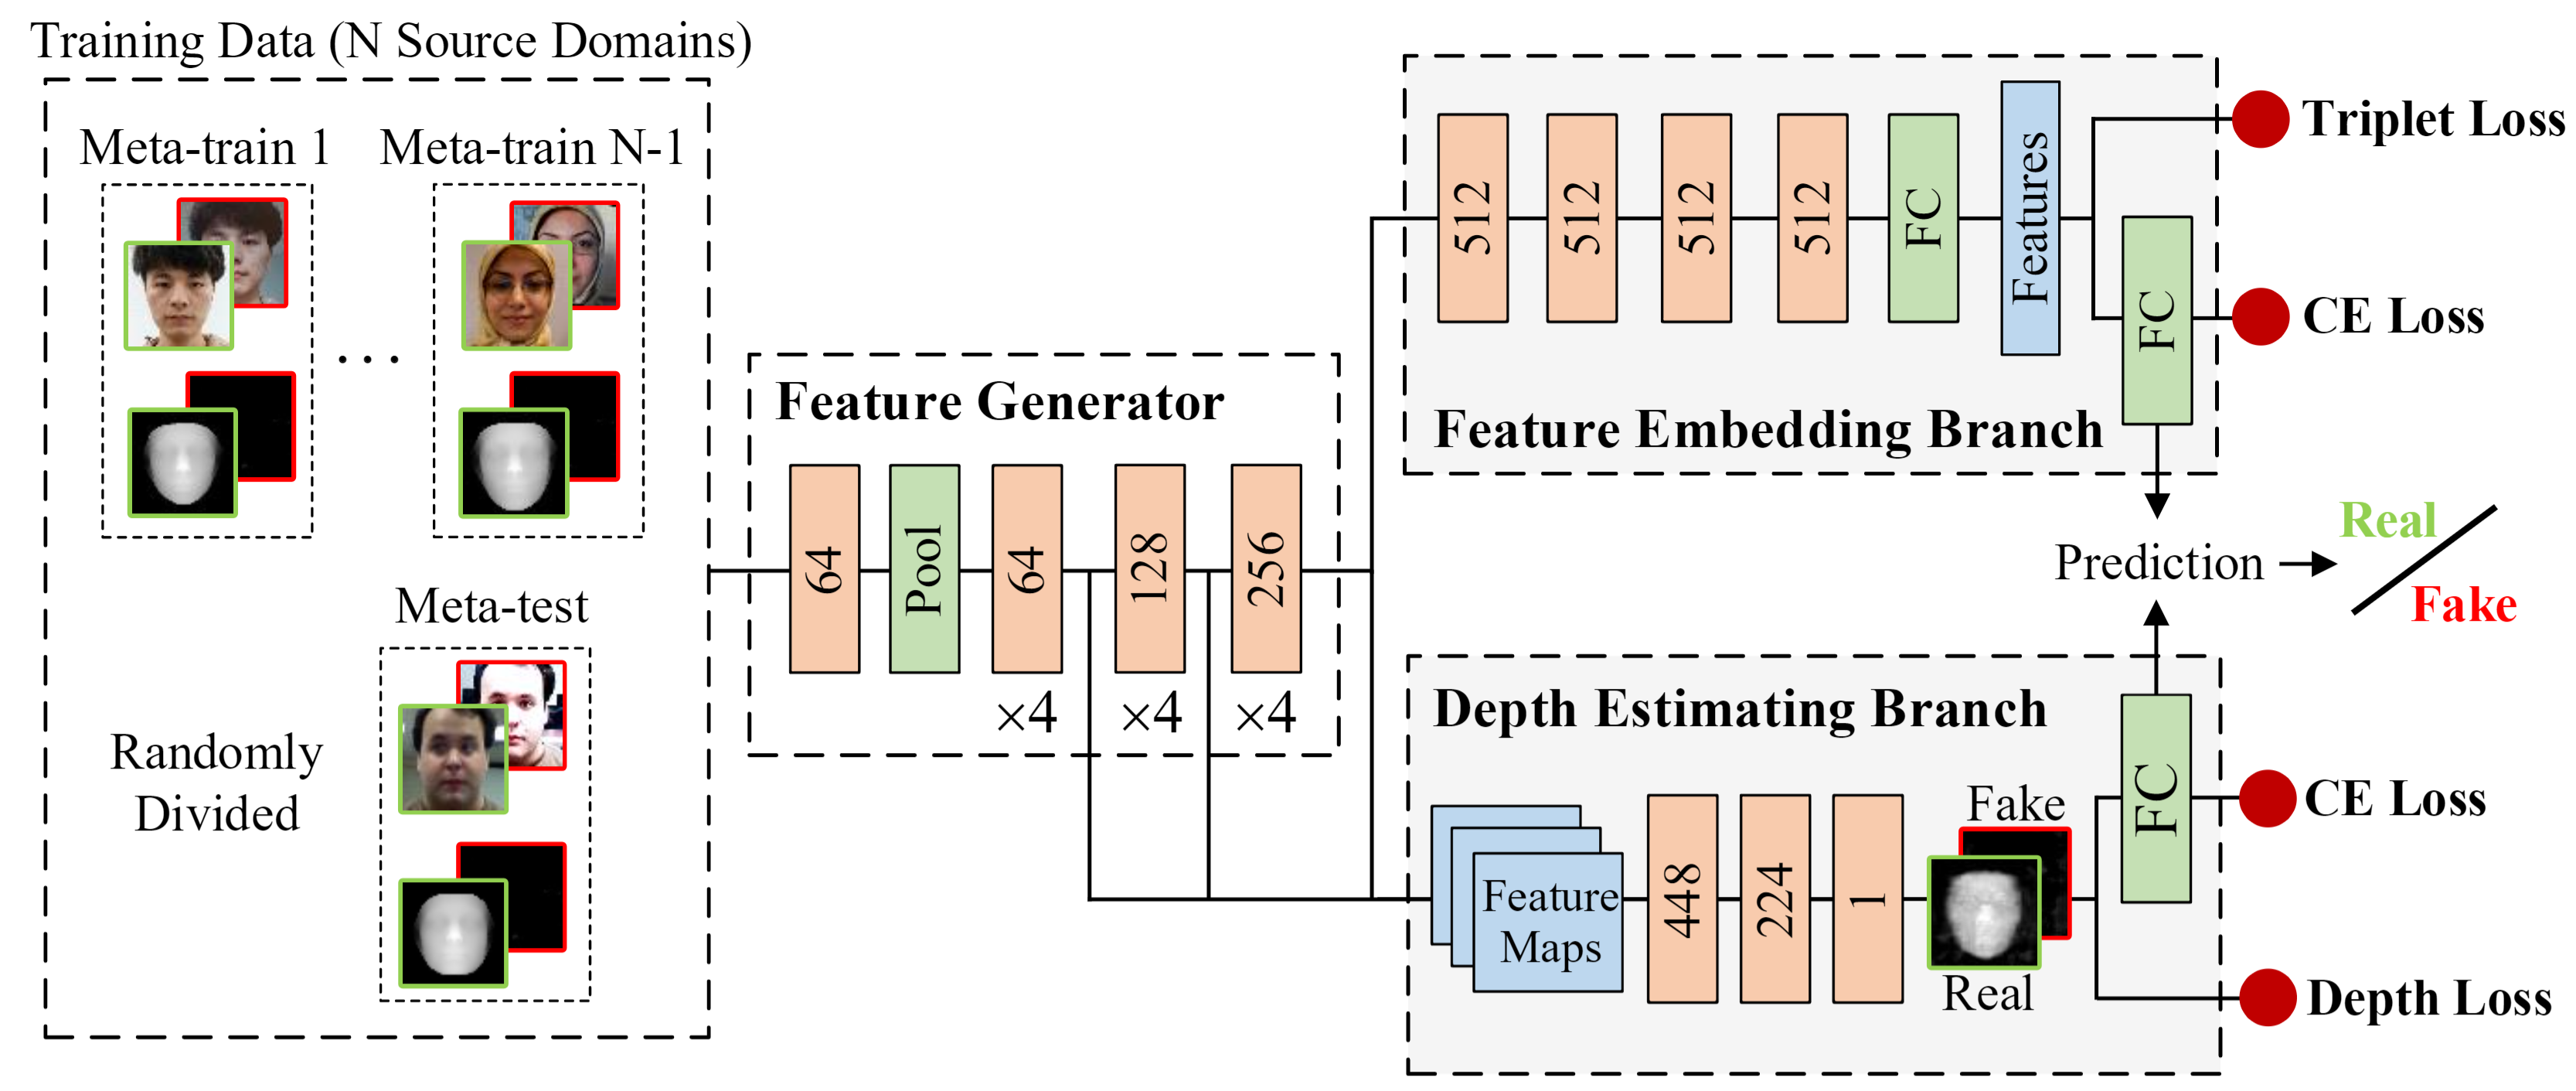 Training Data (N Source Domains)
Meta-train 1
Meta-train N-1
...
Meta-test
Randomly
Divided
Feature Generator
64
Pool
64
128
256
×4
×4
×4
512
512
512
512
FC
Features
FC
Feature Embedding Branch
Triplet Loss
CE Loss
Prediction
Real
Fake
Depth Estimating Branch
Feature
Maps
448
224
1
Fake
Real
FC
CE Loss
Depth Loss